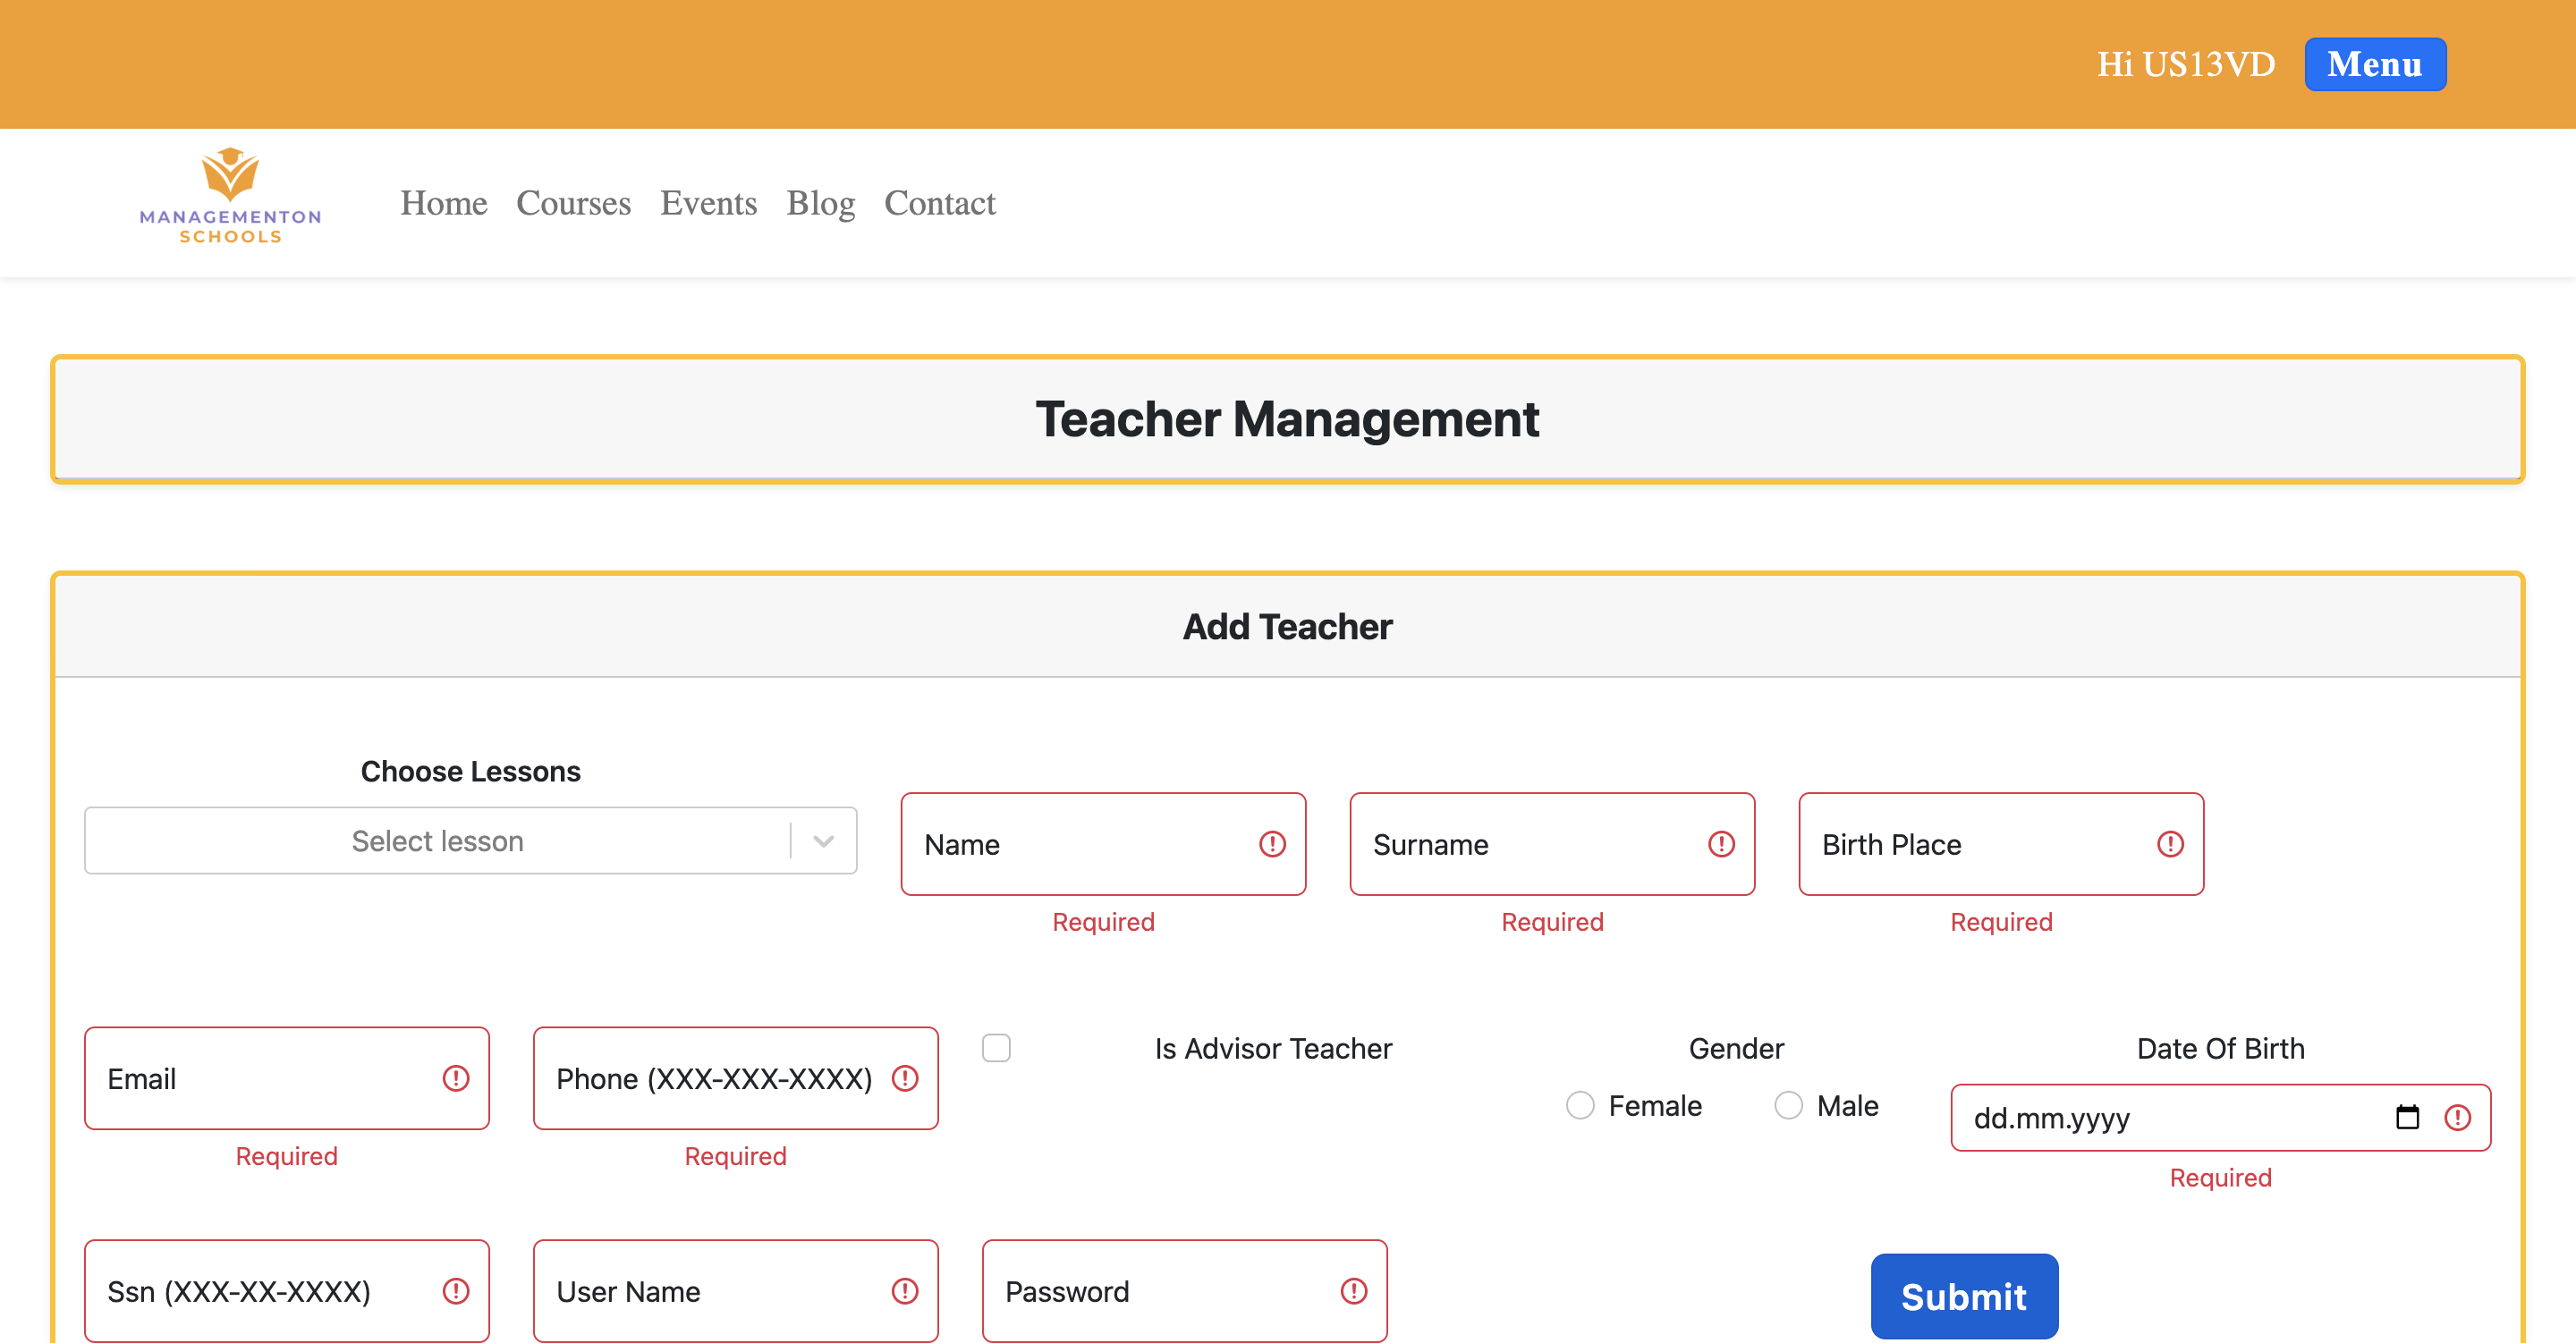 Hi US13VD Menu
MANAGEMENTON
SCHOOLS
Home Courses Events Blog Contact
Teacher Management
Add Teacher
Choose Lessons
Select lesson
Name
Surname
Birth Place
Required
Required
Required
Email
Phone (XXX-XXX-XXXX)
Is Advisor Teacher
Gender
Female
Male
Date Of Birth
dd.mm.yyyy
Required
Required
Required
Ssn (XXX-XX-XXXX)
User Name
Password
Submit